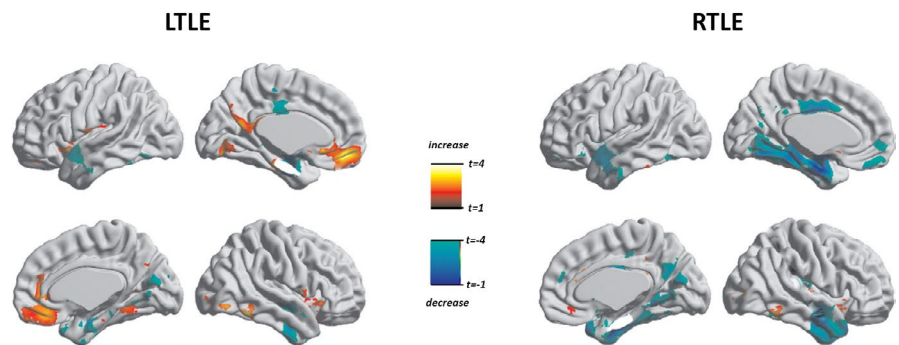 LTLE
RTLE
increase
t=4
t=1
t=-4
t=-1
decrease